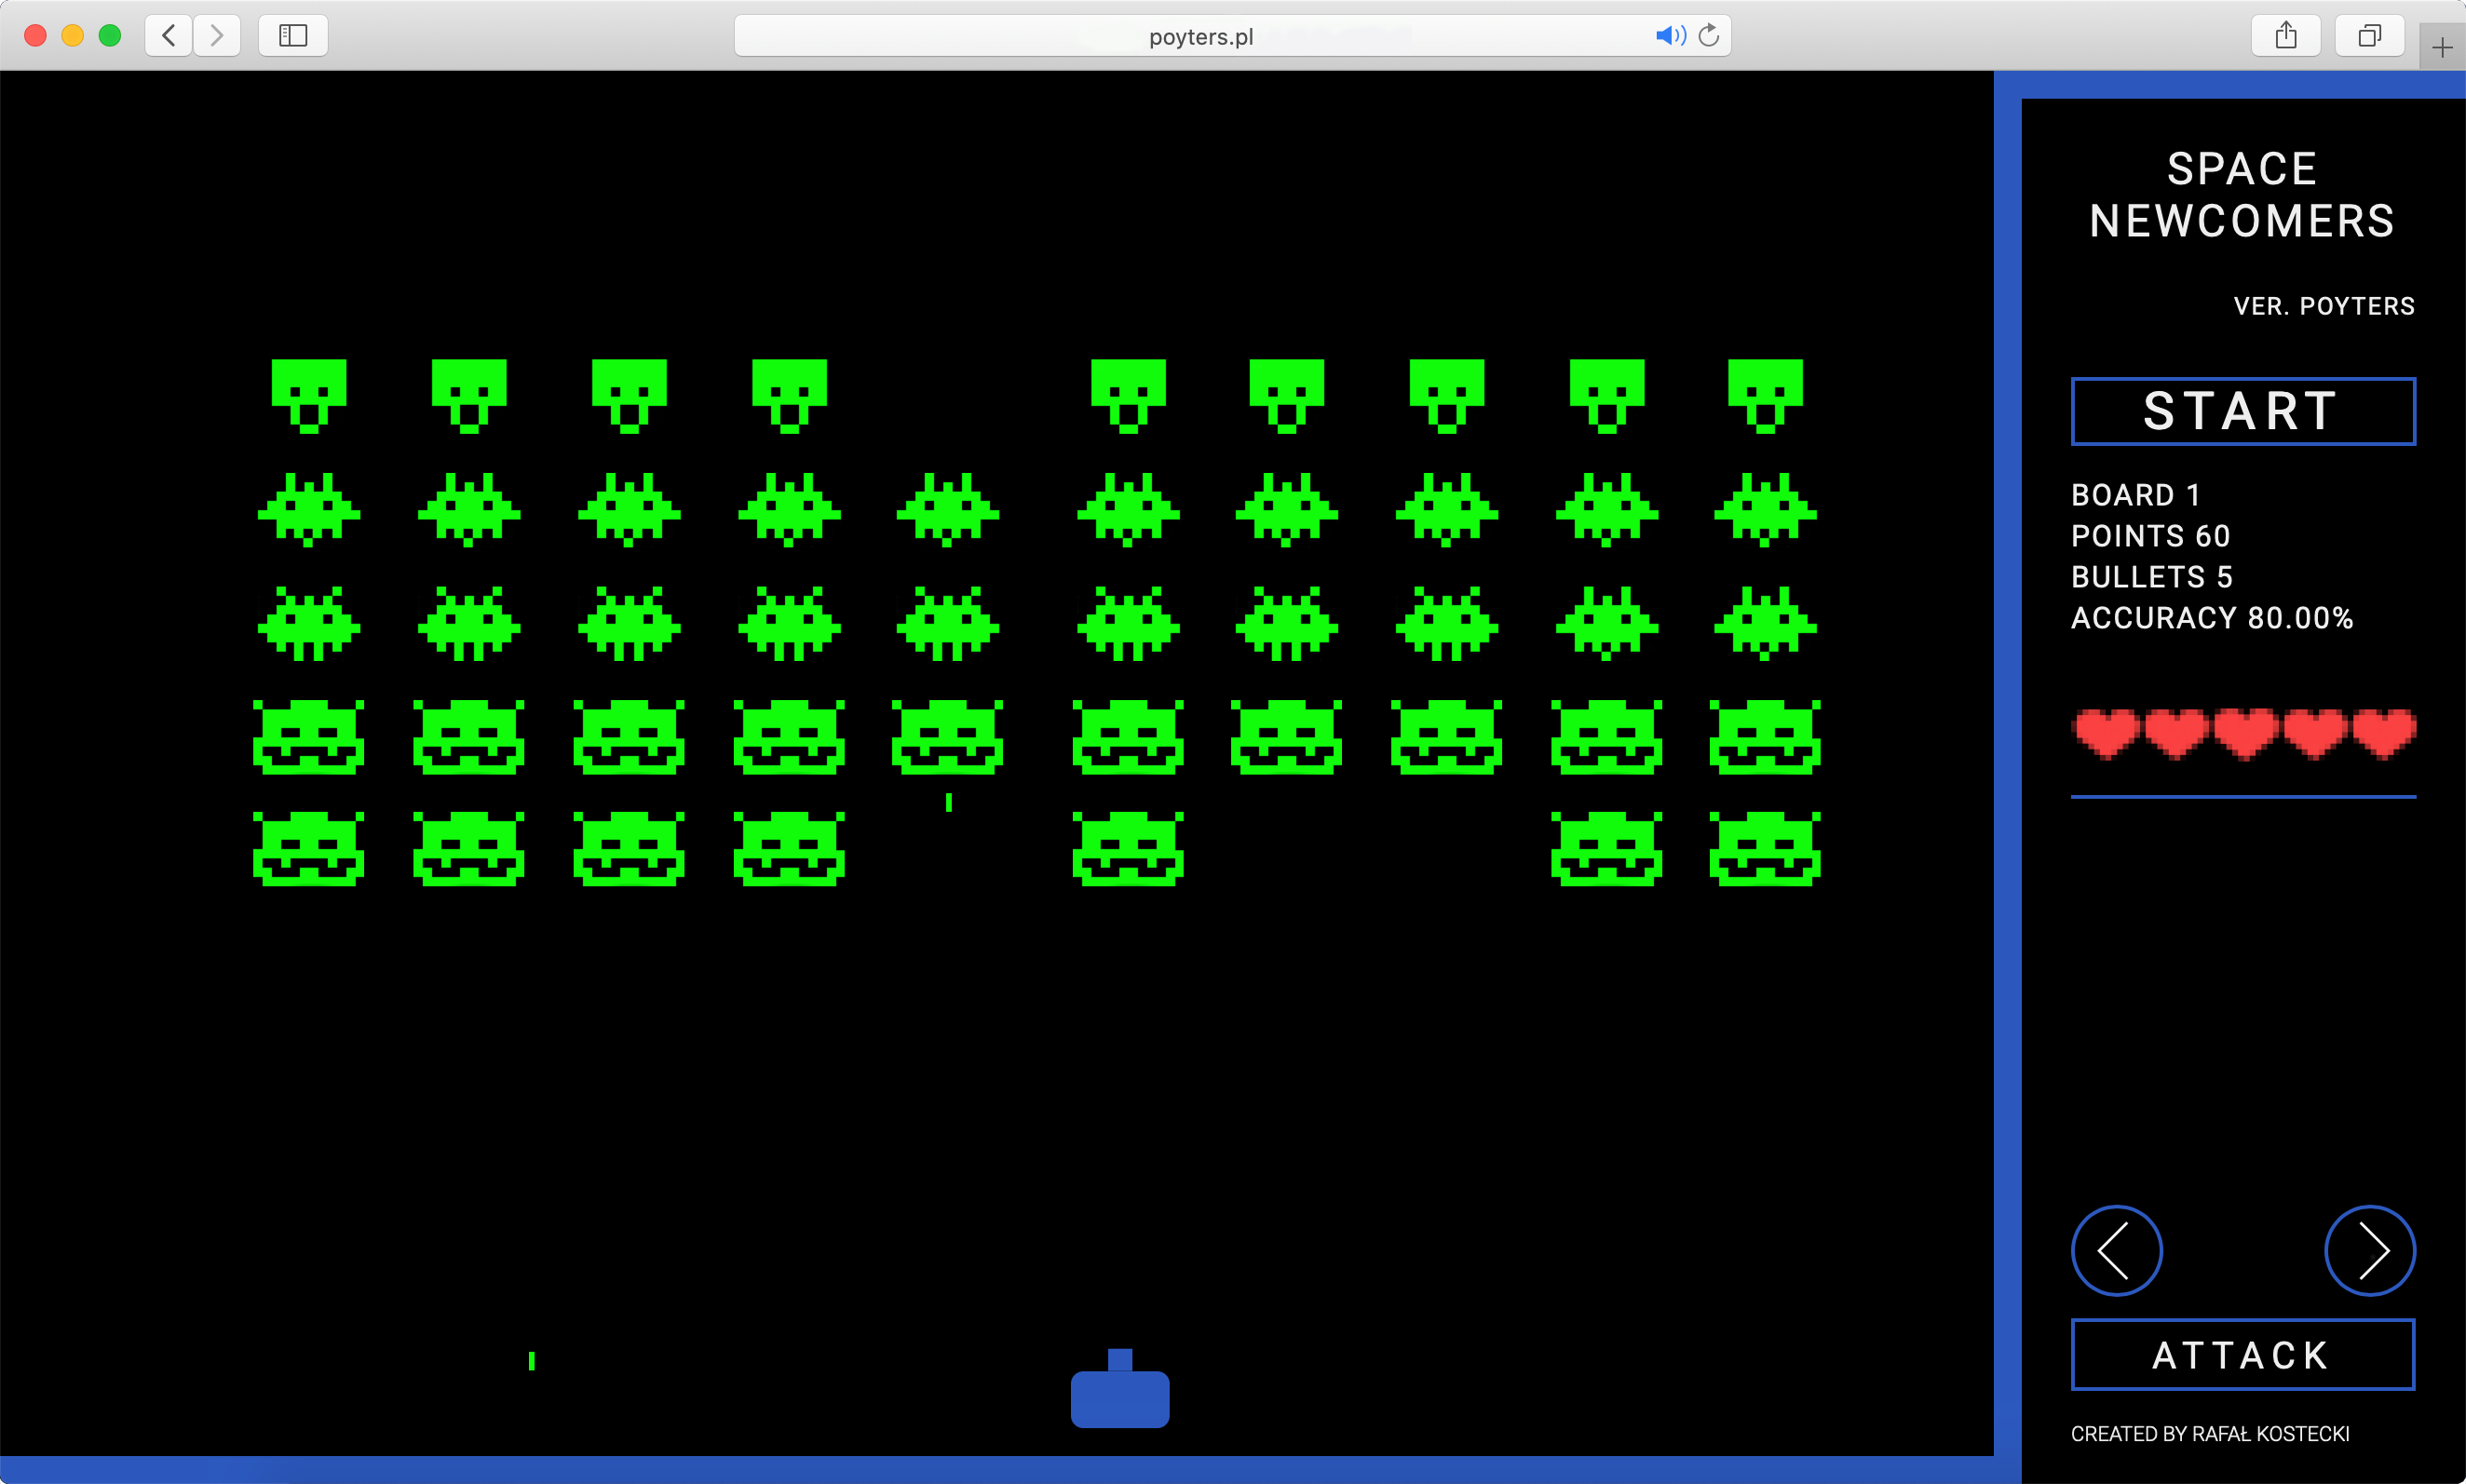 poyters.pl
SPACE
NEWCOMERS
VER. POYTERS
START
BOARD 1
POINTS 60
BULLETS 5
ACCURACY 80.00%
ATTACK
CREATED BY RAFAŁ KOSTECKI